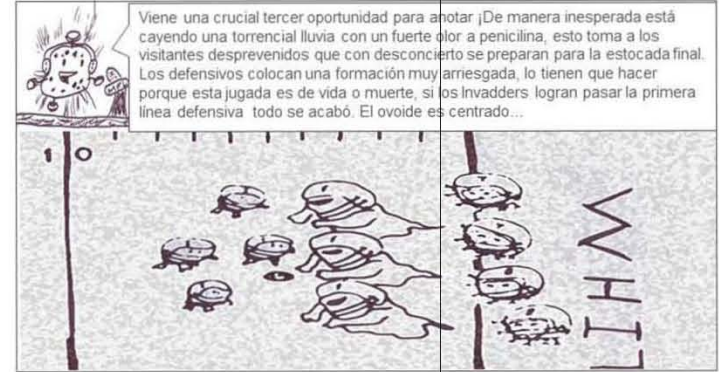 Viene una crucial tercer oportunidad para anotar ¡De manera inesperada está
cayendo una torrencial lluvia con un fuerte olor a penicilina, esto toma a los
visitantes desprevenidos que con desconcierto se preparan para la estocada final.
Los defensivos colocan una formación muy arriesgada, lo tienen que hacer
porque esta jugada es de vida o muerte, si los Invadders logran pasar la primera
línea defensiva todo se acabó. El ovoide es centrado...
1 0
WHIT